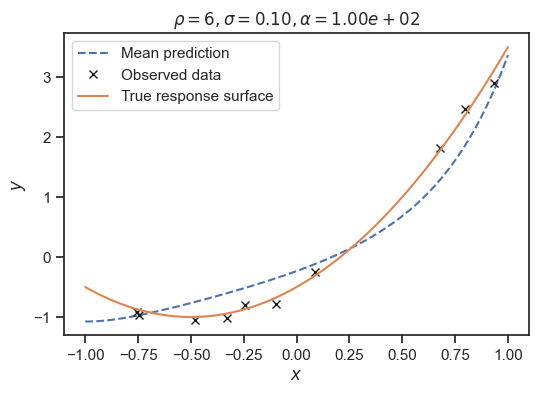 ρ = 6, σ = 0.10, α = 1.00e + 02
Mean prediction
Observed data
True response surface
3
2
1
0
−1
y
−1.00 −0.75 −0.50 −0.25 0.00 0.25 0.50 0.75 1.00
x